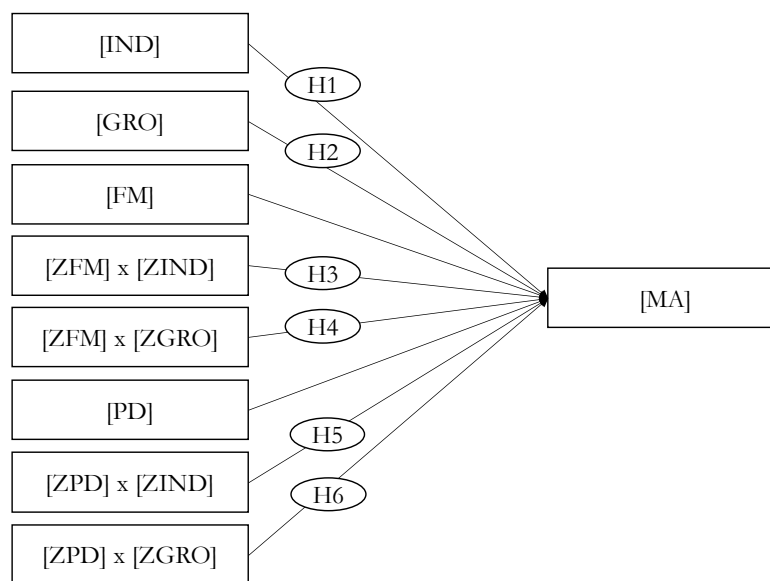 [IND]
H1
[GRO]
H2
[FM]
[ZFM] x [ZIND]
H3
[MA]
[ZFM] x [ZGRO]
H4
[PD]
H5
[ZPD] x [ZIND]
H6
[ZPD] x [ZGRO]